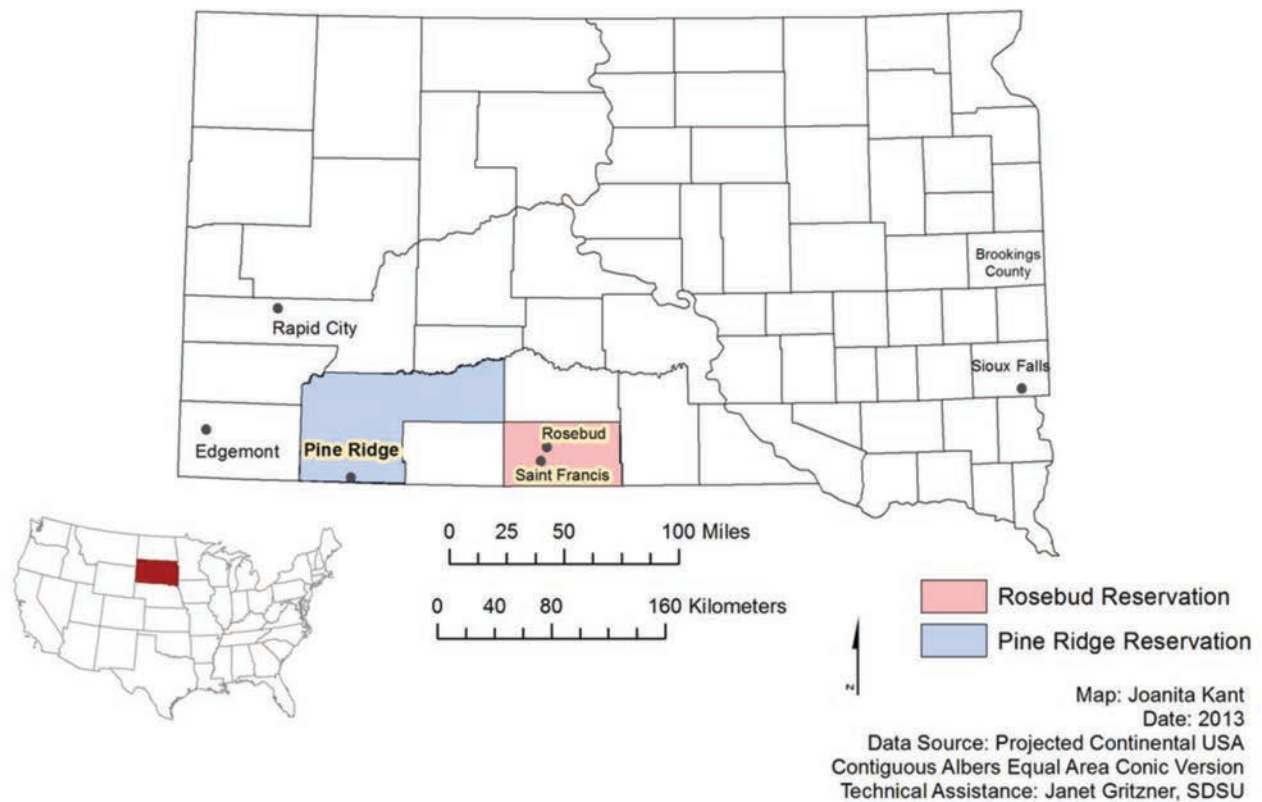 Brookings
County
Rapid City
Sioux Falls
Edgemont
Pine Ridge
Rosebud
Saint Francis
0 25 50 100 Miles
0 40 80 160 Kilometers
Rosebud Reservation
Pine Ridge Reservation
N
Map: Joanita Kant
Date: 2013
Data Source: Projected Continental USA
Contiguous Albers Equal Area Conic Version
Technical Assistance: Janet Gritzner, SDSU